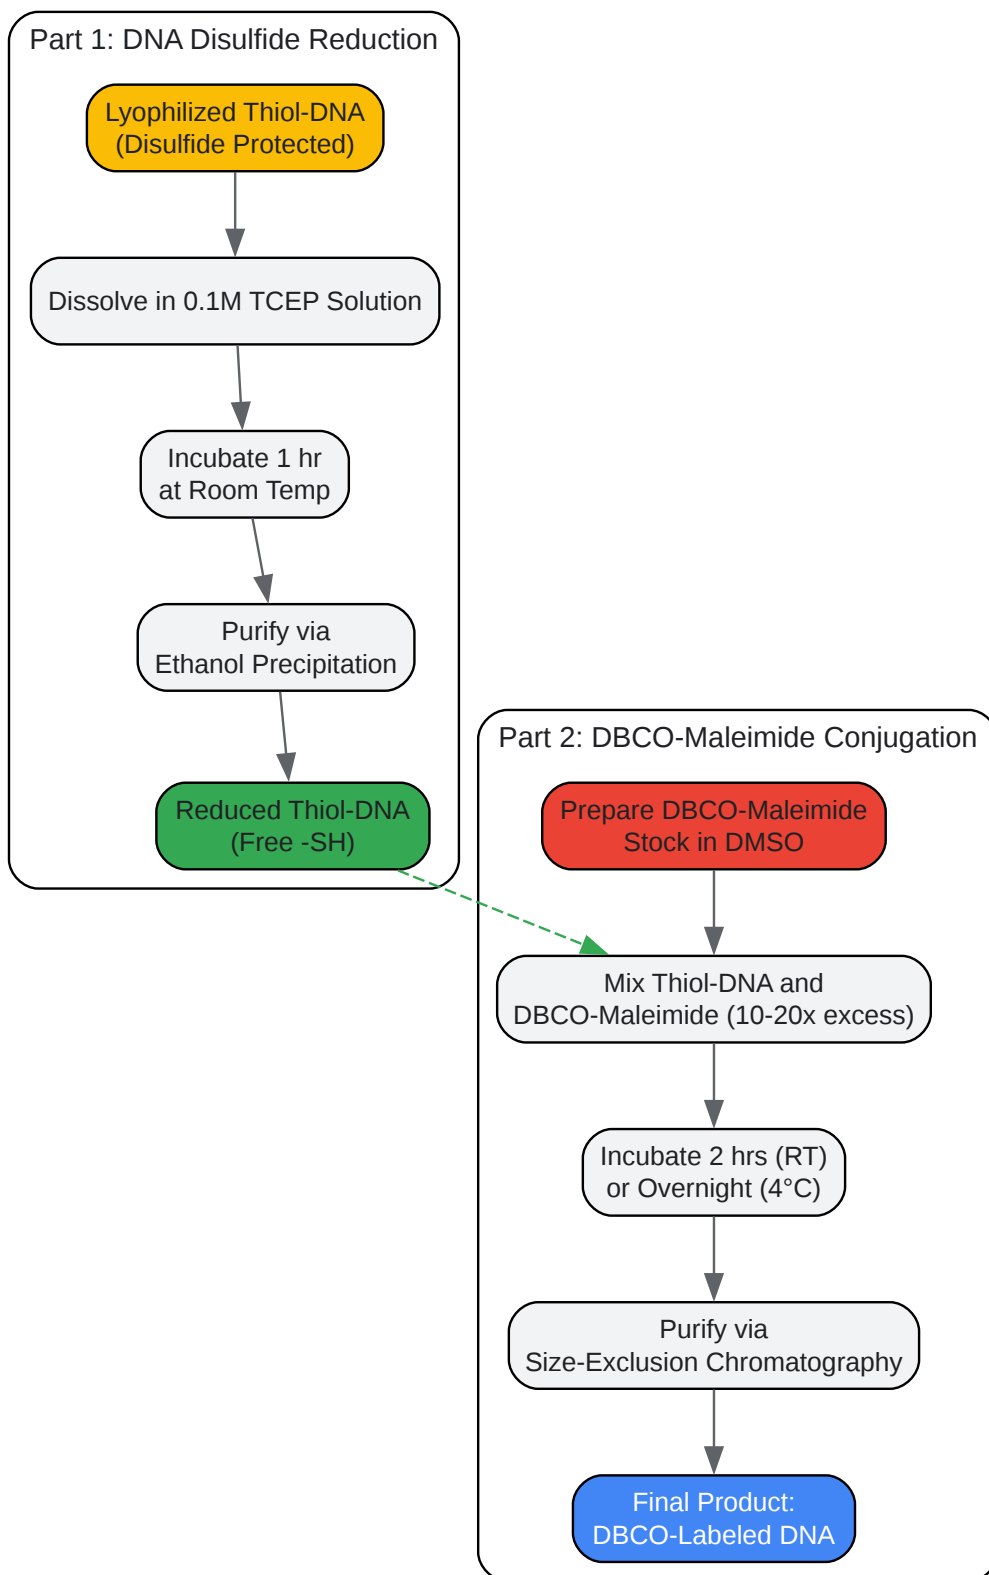 Part 1: DNA Disulfide Reduction
Lyophilized Thiol-DNA
(Disulfide Protected)
Dissolve in 0.1M TCEP Solution
Incubate 1 hr
at Room Temp
Purify via
Ethanol Precipitation
Reduced Thiol-DNA
(Free -SH)
Part 2: DBCO-Maleimide Conjugation
Prepare DBCO-Maleimide
Stock in DMSO
Mix Thiol-DNA and
DBCO-Maleimide (10-20x excess)
Incubate 2 hrs (RT)
or Overnight (4°C)
Purify via
Size-Exclusion Chromatography
Final Product:
DBCO-Labeled DNA